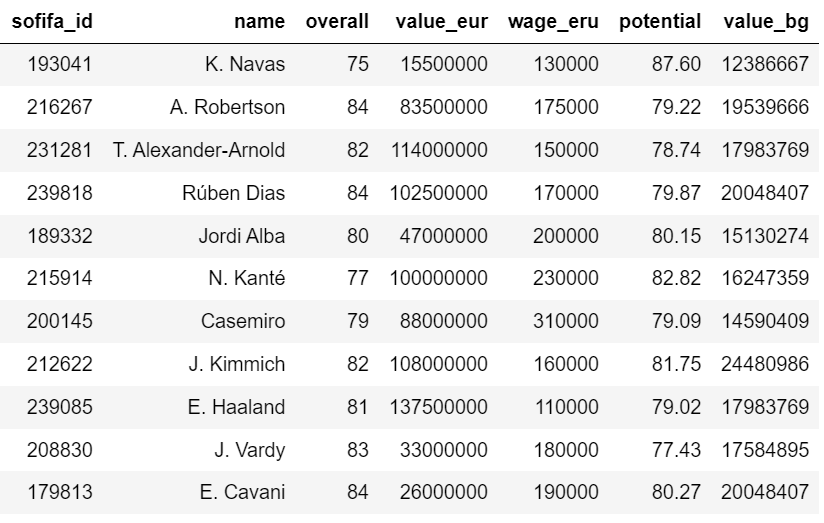 sofifa_id name overall value_eur wage_eru potential value_bg
193041 K. Navas 75 15500000 130000 87.60 12386667
216267 A. Robertson 84 83500000 175000 79.22 19539666
231281 T. Alexander-Arnold 82 114000000 150000 78.74 17983769
239818 Rúben Dias 84 102500000 170000 79.87 20048407
189332 Jordi Alba 80 47000000 200000 80.15 15130274
215914 N. Kanté 77 100000000 230000 82.82 16247359
200145 Casemiro 79 88000000 310000 79.09 14590409
212622 J. Kimmich 82 108000000 160000 81.75 24480986
239085 E. Haaland 81 137500000 110000 79.02 17983769
208830 J. Vardy 83 33000000 180000 77.43 17584895
179813 E. Cavani 84 26000000 190000 80.27 20048407